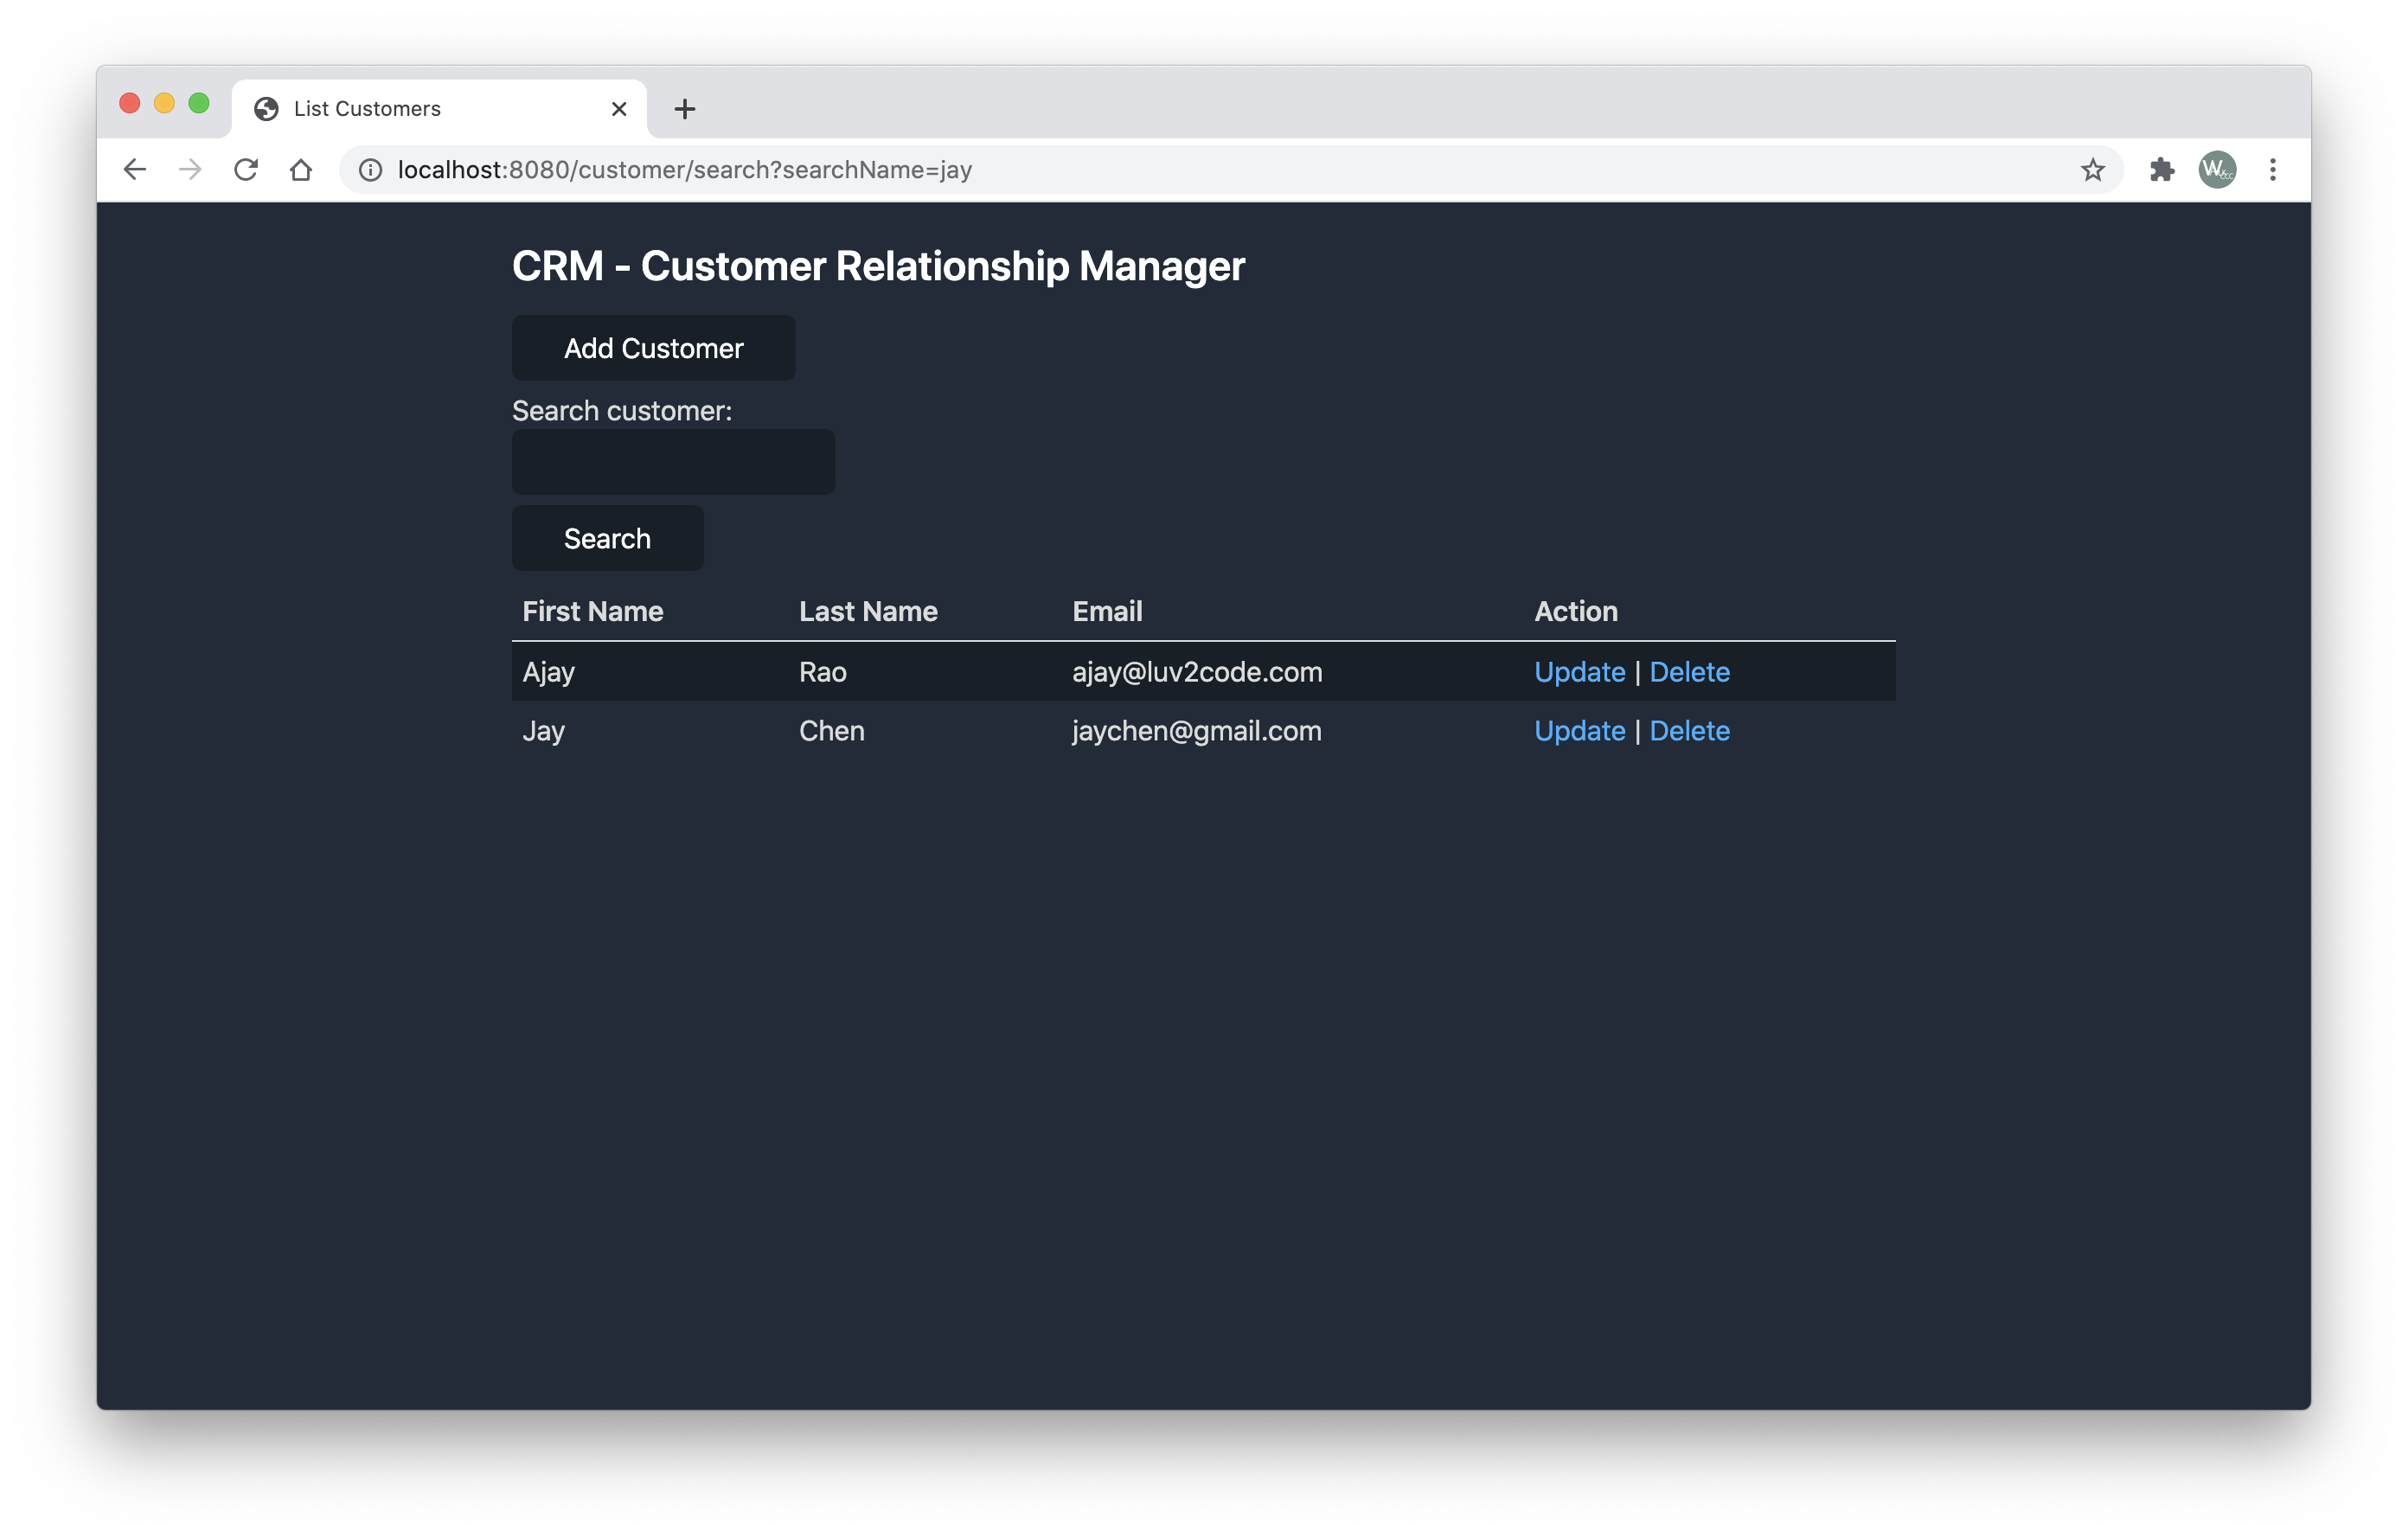 List Customers
localhost:8080/customer/search?searchName=jay
CRM - Customer Relationship Manager
Add Customer
Search customer:
Search
First Name Last Name Email Action
Ajay Rao ajay@luv2code.com Update | Delete
Jay Chen jaychen@gmail.com Update | Delete